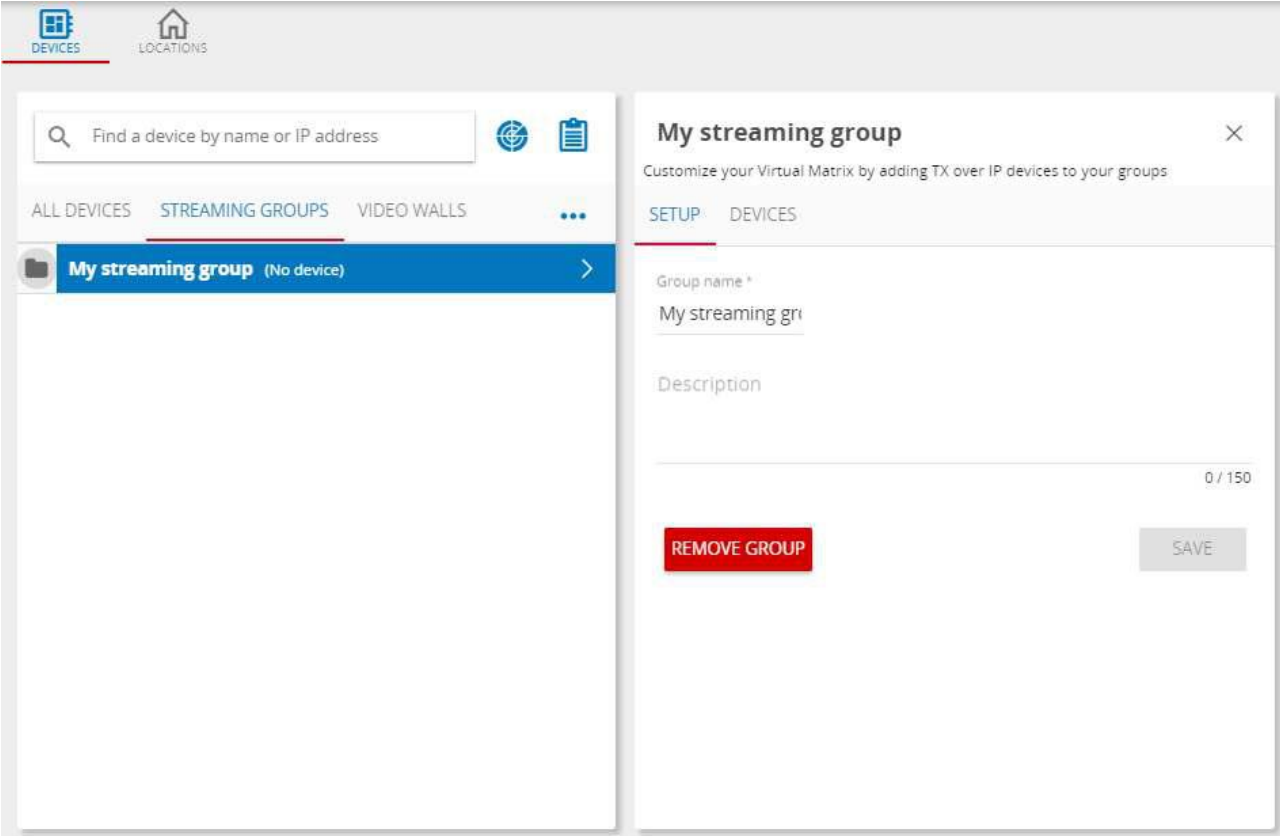 DEVICES
LOCATIONS
Find a device by name or IP address
ALL DEVICES STREAMING GROUPS VIDEO WALLS
My streaming group (No device)
My streaming group
Customize your Virtual Matrix by adding TX over IP devices to your groups
SETUP DEVICES
Group name *
My streaming gr
Description
0 / 150
REMOVE GROUP
SAVE